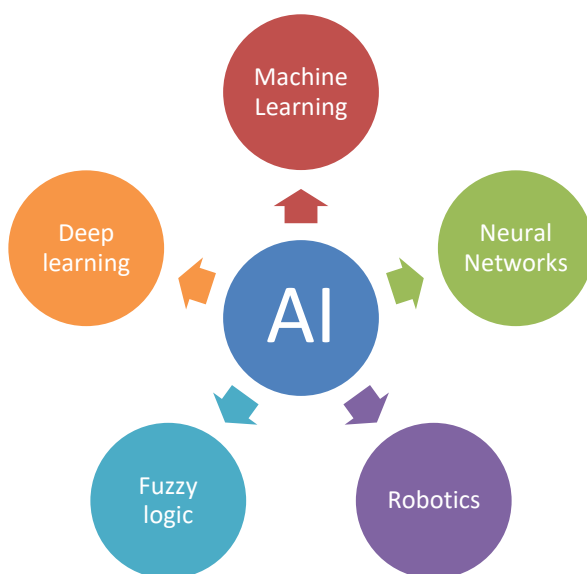 Machine
Learning
Deep
learning
Neural
Networks
AI
Fuzzy
logic
Robotics